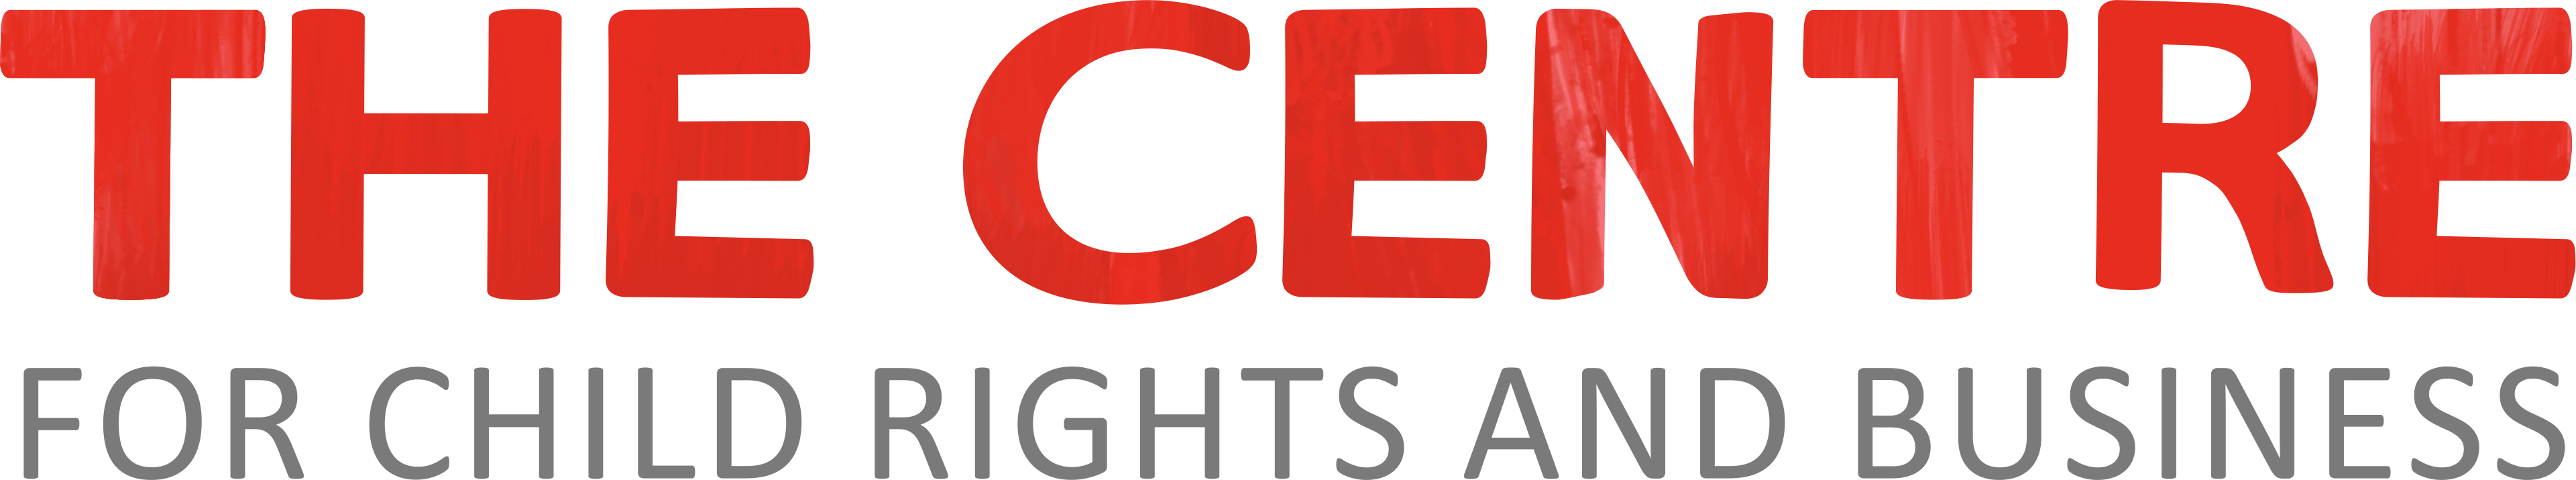 THE CENTRE
FOR CHILD RIGHTS AND BUSINESS